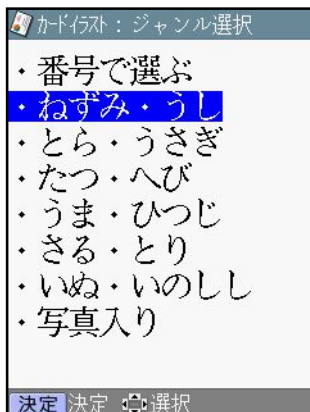 カードイラスト：ジャンル選択
・番号で選ぶ
・ねずみ・うし
・とら・うさぎ
・たつ・へび
・うま・ひつじ
・さる・とり
・いぬ・いのしし
・写真入り
決定 決定 選択